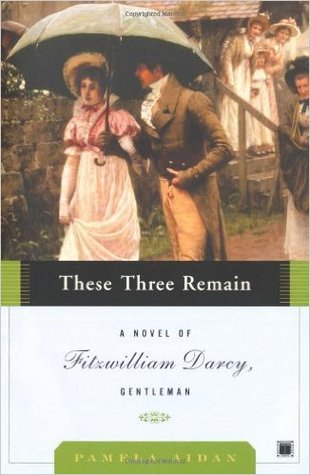 These Three Remain
A NOVEL OF
Fitzwilliam Darcy,
GENTLEMAN
PAMELA AIDAN